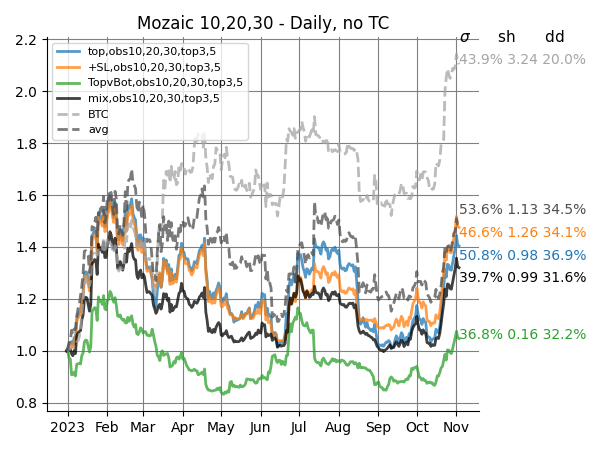 Mozaic 10,20,30 - Daily, no TC
σ sh dd
2.2
2.0
1.8
1.6
1.4
1.2
1.0
0.8
top,obs10,20,30,top3,5
+SL,obs10,20,30,top3,5
TopvBot,obs10,20,30,top3,5
mix,obs10,20,30,top3,5
BTC
avg
43.9% 3.24 20.0%
53.6% 1.13 34.5%
46.6% 1.26 34.1%
50.8% 0.98 36.9%
39.7% 0.99 31.6%
36.8% 0.16 32.2%
2023 Feb Mar Apr May Jun Jul Aug Sep Oct Nov